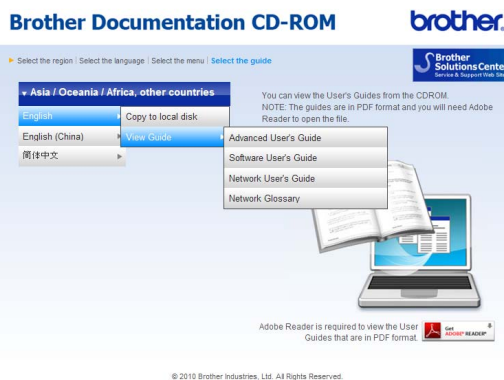 Brother Documentation CD-ROM
brother.
Select the region | Select the language | Select the menu | Select the guide
Brother
Solutions Center
Service & Support Web Site
Asia / Oceania / Africa, other countries
English
Copy to local disk
English (China)
View Guide
简体中文
Advanced User's Guide
Software User's Guide
Network User's Guide
Network Glossary
You can view the User's Guides from the CDROM.
NOTE: The guides are in PDF format and you will need Adobe
Reader to open the file.
Adobe Reader is required to view the User
Guides that are in PDF format.
Get
ADOBE® READER®
© 2010 Brother Industries, Ltd. All Rights Reserved.